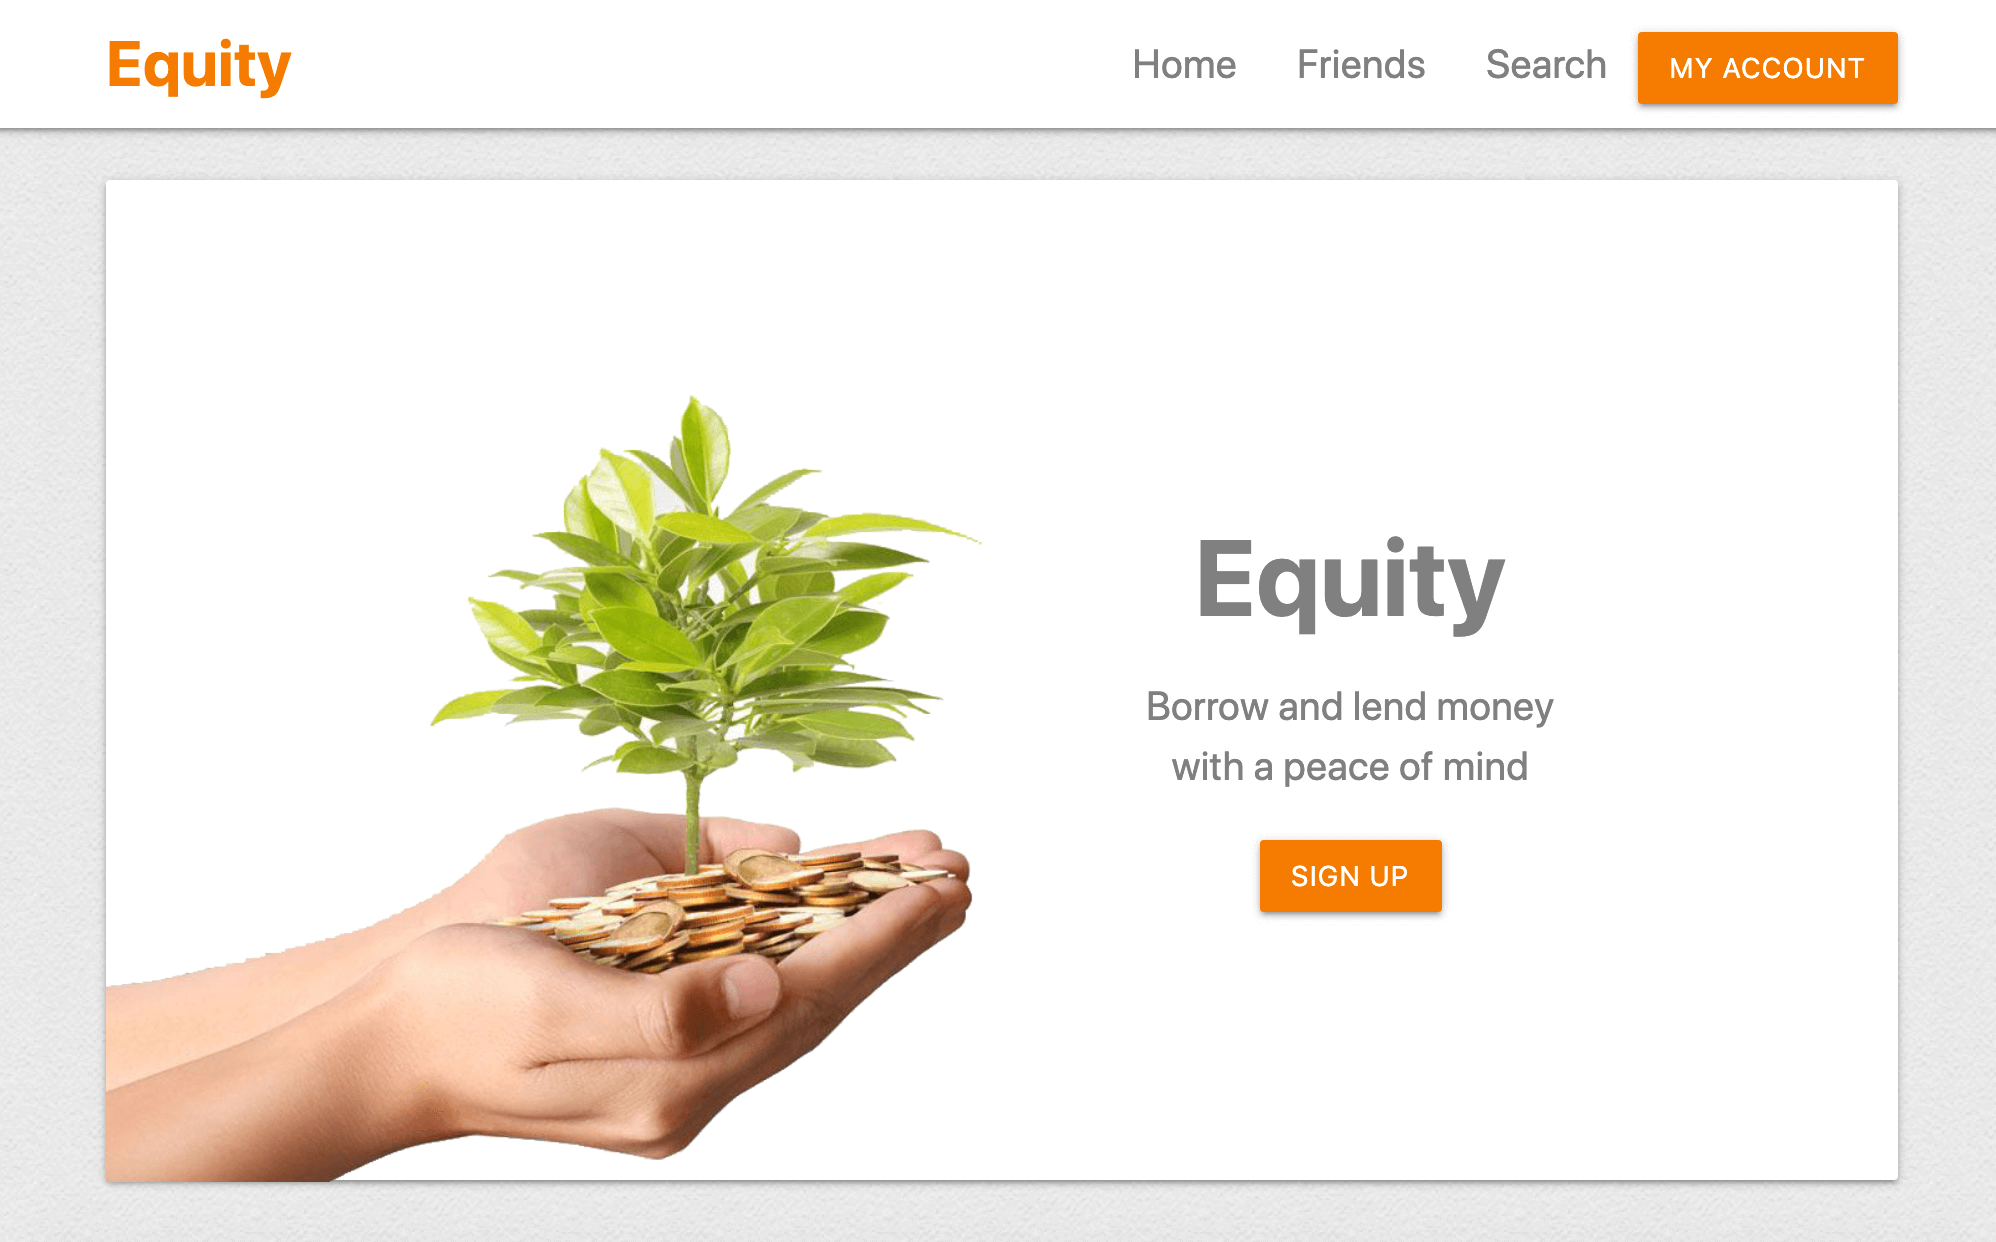 Equity
Home Friends Search MY ACCOUNT
Equity
Borrow and lend money
with a peace of mind
SIGN UP